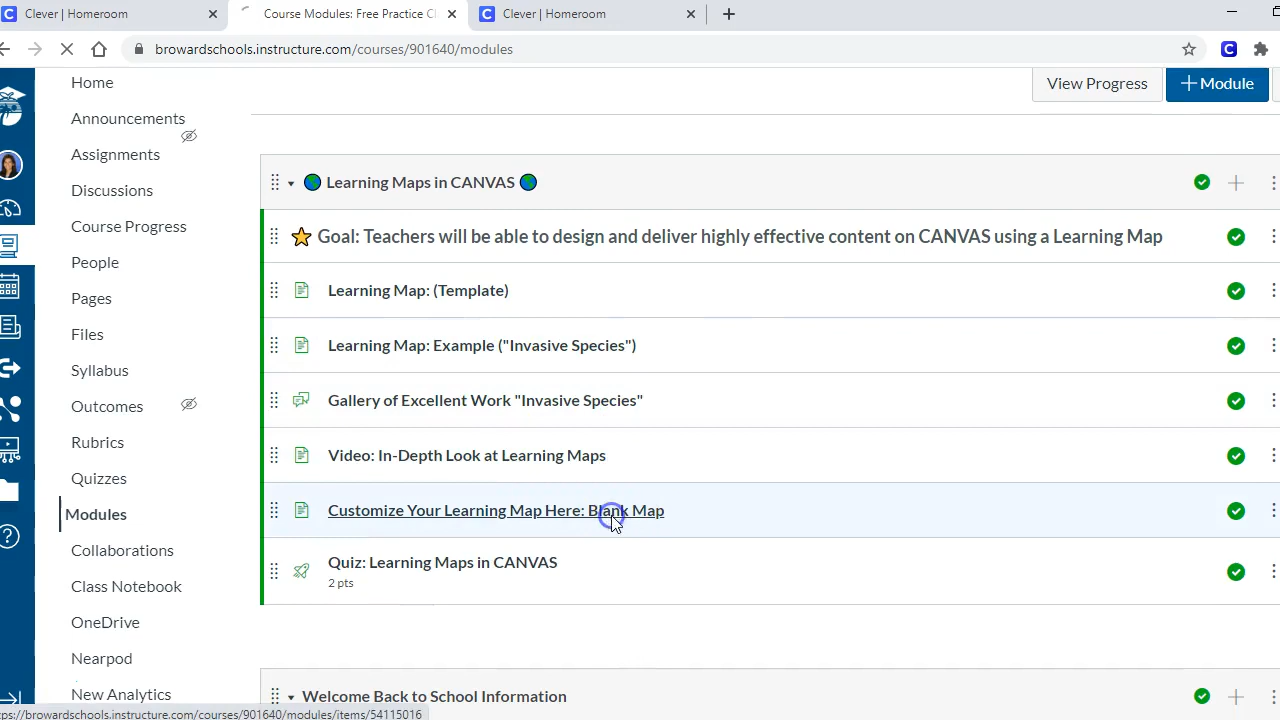 Clever | Homeroom
Course Modules: Free Practice Cl
Clever | Homeroom
browardschools.instructure.com/courses/901640/modules
Home
Announcements
Assignments
Discussions
Course Progress
People
Pages
Files
Syllabus
Outcomes
Rubrics
Quizzes
Modules
Collaborations
Class Notebook
OneDrive
Nearpod
New Analytics
View Progress
+ Module
Learning Maps in CANVAS
Goal: Teachers will be able to design and deliver highly effective content on CANVAS using a Learning Map
Learning Map: (Template)
Learning Map: Example ("Invasive Species")
Gallery of Excellent Work "Invasive Species"
Video: In-Depth Look at Learning Maps
Customize Your Learning Map Here: Blank Map
Quiz: Learning Maps in CANVAS
2 pts
Welcome Back to School Information
ps://browardschools.instructure.com/courses/901640/modules/items/54115016